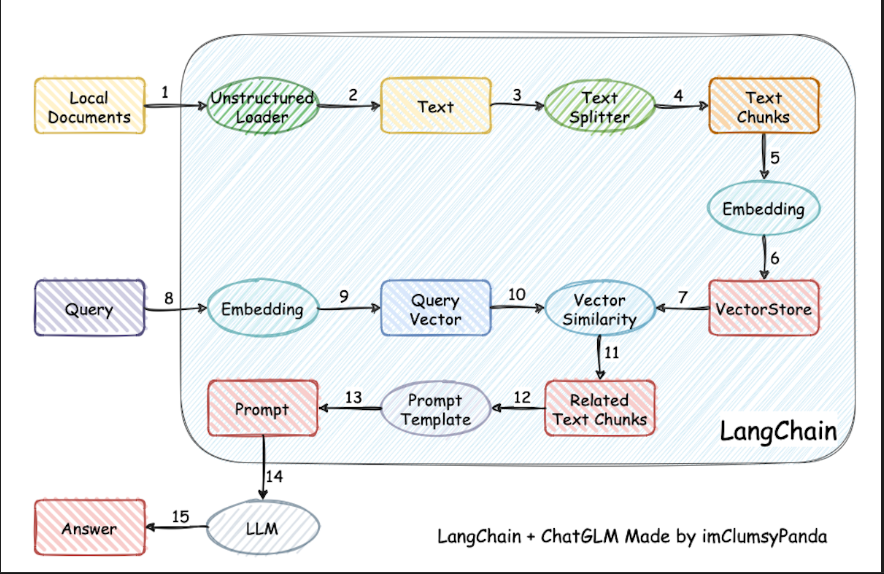 1
2
3
4
Local
Documents
Unstructured
Loader
Text
Text
Splitter
Text
Chunks
5
Embedding
6
8
9
10
7
Query
Embedding
Query
Vector
Vector
Similarity
VectorStore
11
13
12
Prompt
Prompt
Template
Related
Text Chunks
LangChain
14
15
Answer
LLM
LangChain + ChatGLM Made by imClumsyPanda